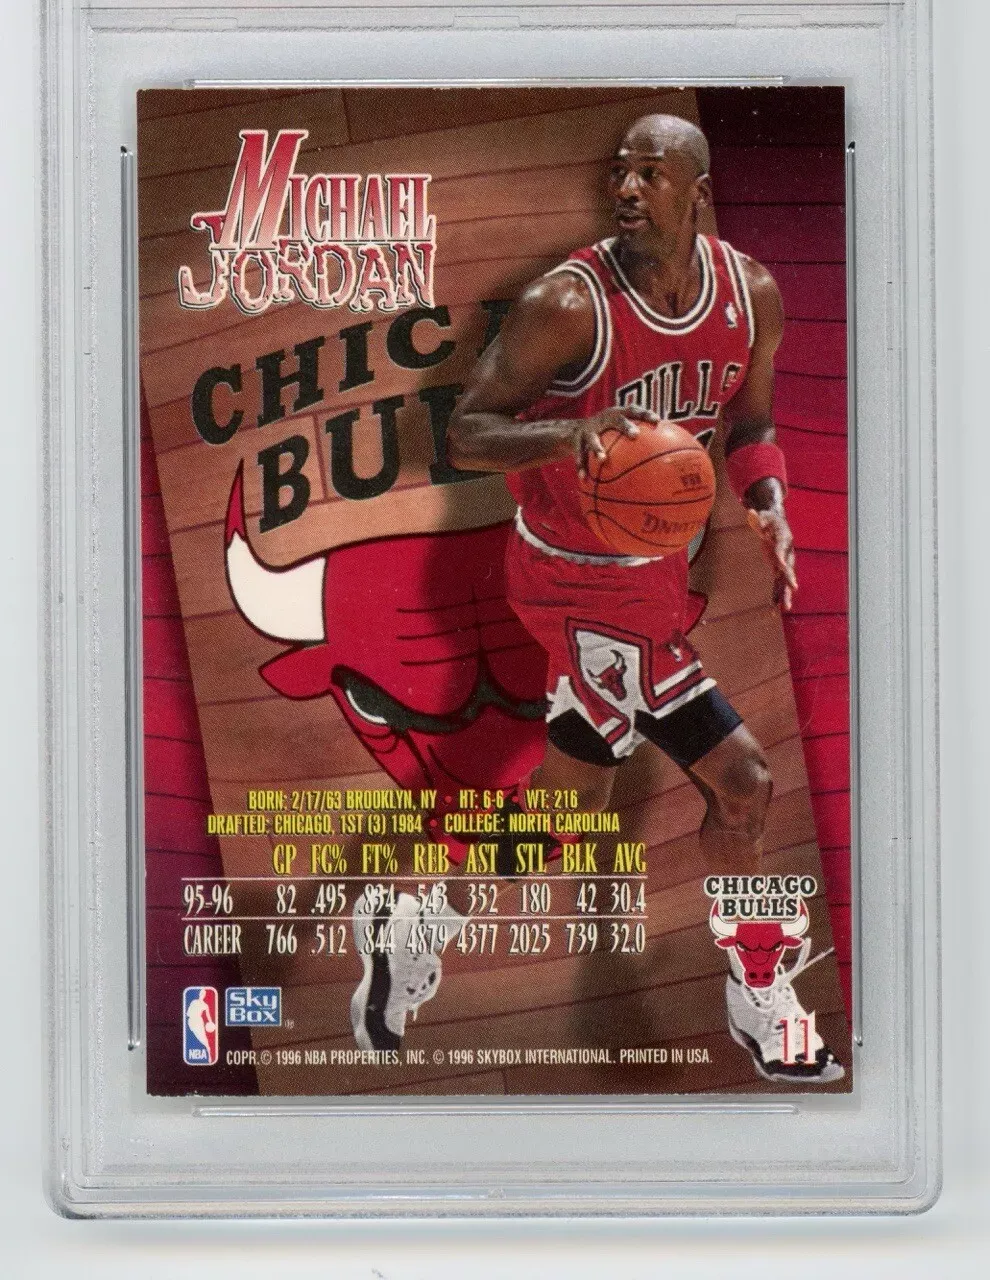 MICHAEL
JORDAN
CHIC
BUL
BULLS
BORN: 2/17/63 BROOKLYN, NY • HT: 6-6 • WT: 216
DRAFTED: CHICAGO, 1ST (3) 1984 • COLLEGE: NORTH CAROLINA
GP FG% FT% REB AST STL BLK AVG
95-96 82 .495 .834 543 352 180 42 30.4
CAREER 766 .512 .844 4879 4377 2025 739 32.0
CHICAGO
BULLS
Sky
Box
NBA
COPR. © 1996 NBA PROPERTIES, INC. © 1996 SKYBOX INTERNATIONAL. PRINTED IN USA.
11